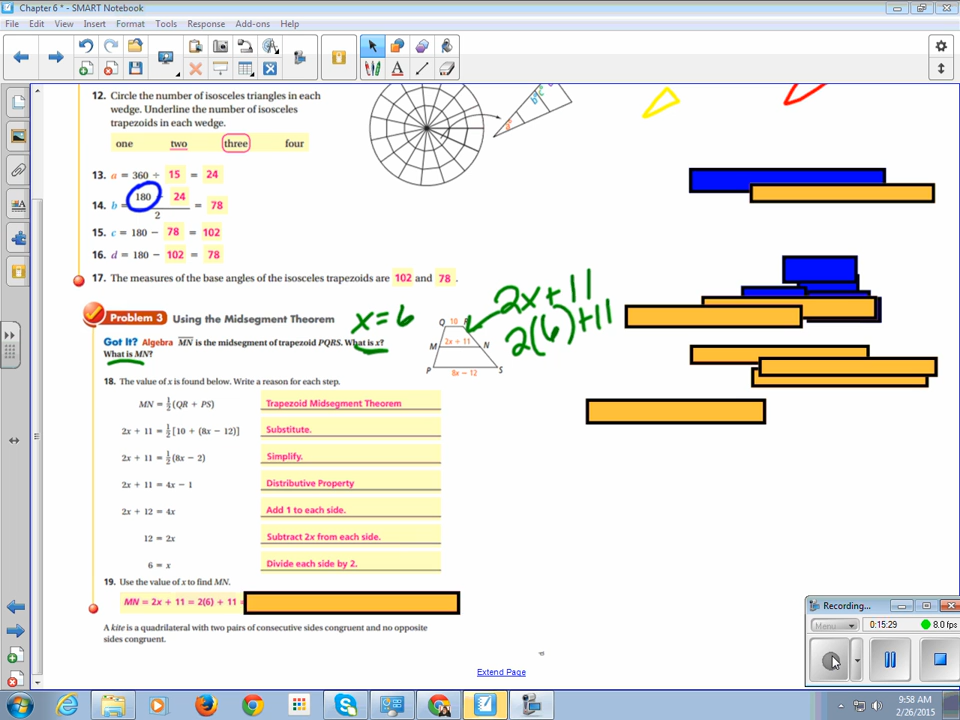 Chapter 6 * - SMART Notebook
File Edit View Insert Format Tools Response Add-ons Help
12. Circle the number of isosceles triangles in each
wedge. Underline the number of isosceles
trapezoids in each wedge.
one two three four
13. a = 360 ÷ 15 = 24
14. b = 180 - 24
2
= 78
15. c = 180 − 78 = 102
16. d = 180 − 102 = 78
17. The measures of the base angles of the isosceles trapezoids are 102 and 78 .
Problem 3 Using the Midsegment Theorem
x=6
Got It? Algebra MN is the midsegment of trapezoid PQRS. What is x?
What is MN?
Q 10 R
M 2x + 11 N
P S
8x − 12
2x+11
2(6)+11
18. The value of x is found below. Write a reason for each step.
MN = ½(QR + PS) Trapezoid Midsegment Theorem
2x + 11 = ½[10 + (8x − 12)] Substitute.
2x + 11 = ½(8x − 2) Simplify.
2x + 11 = 4x − 1 Distributive Property
2x + 12 = 4x Add 1 to each side.
12 = 2x Subtract 2x from each side.
6 = x Divide each side by 2.
19. Use the value of x to find MN.
MN = 2x + 11 = 2(6) + 11 =
A kite is a quadrilateral with two pairs of consecutive sides congruent and no opposite
sides congruent.
Extend Page
Recording...
Menu 0:15:29 8.0 fps
9:58 AM
2/26/2015